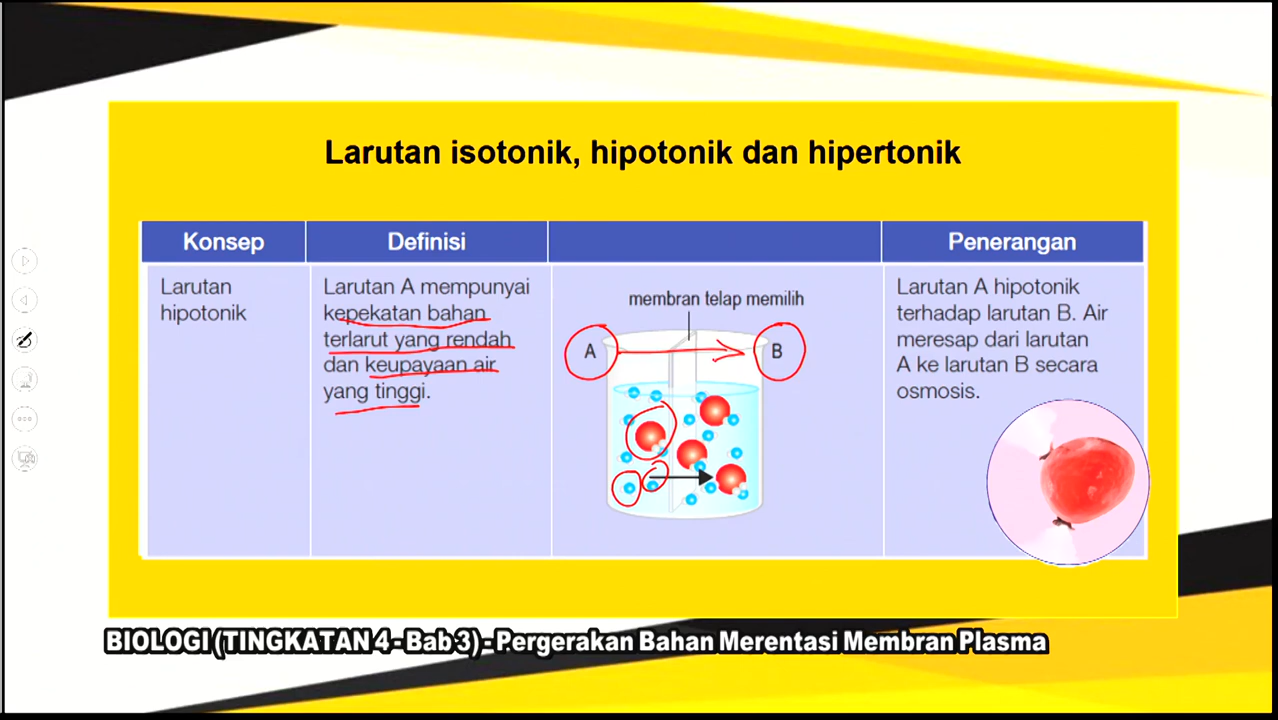 Larutan isotonik, hipotonik dan hipertonik
Konsep
Definisi
Penerangan
Larutan
hipotonik
Larutan A mempunyai
kepekatan bahan
terlarut yang rendah
dan keupayaan air
yang tinggi.
membran telap memilih
A
B
Larutan A hipotonik
terhadap larutan B. Air
meresap dari larutan
A ke larutan B secara
osmosis.
BIOLOGI (TINGKATAN 4 - Bab 3) - Pergerakan Bahan Merentasi Membran Plasma